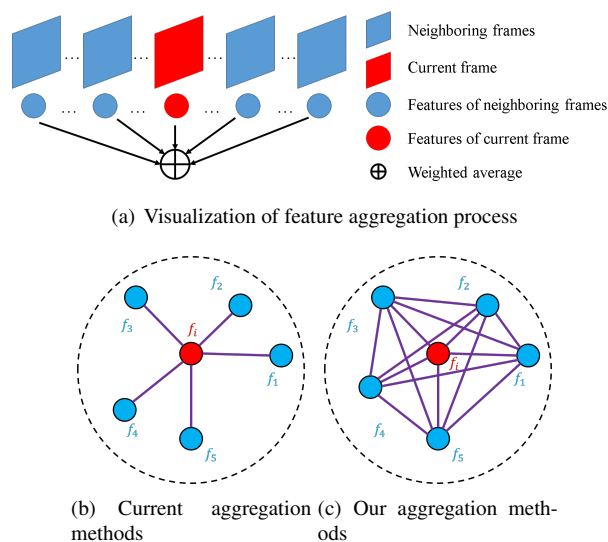 Neighboring frames
... ... ... ...
Current frame
... ... ... ...
Features of neighboring frames
Features of current frame
Weighted average
(a) Visualization of feature aggregation process
f2
f3
fi
f1
f4
f5
f2
f3
fi
f1
f4
f5
(b) Current aggregation methods
(c) Our aggregation meth-
ods